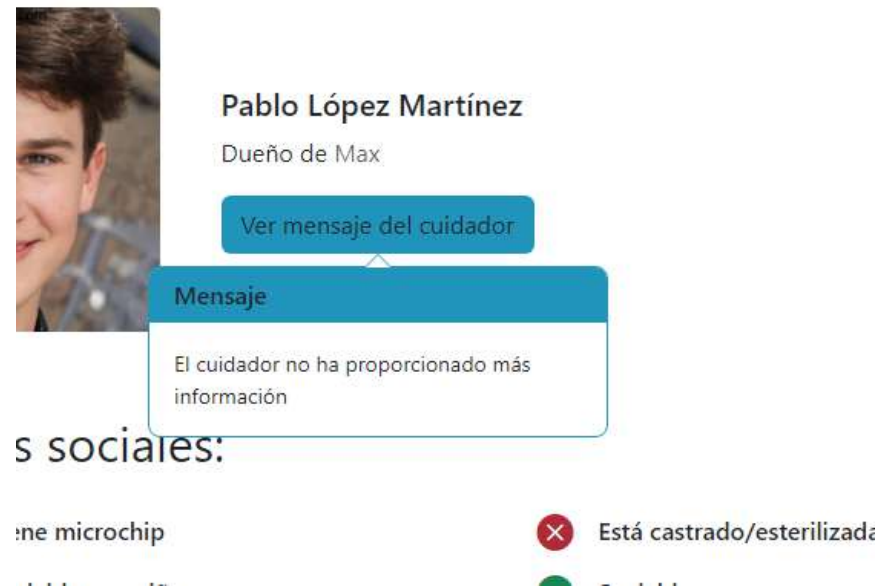 Pablo López Martínez
Dueño de Max
Ver mensaje del cuidador
Mensaje
El cuidador no ha proporcionado más
información
s sociales:
ene microchip
Está castrado/esterilizada